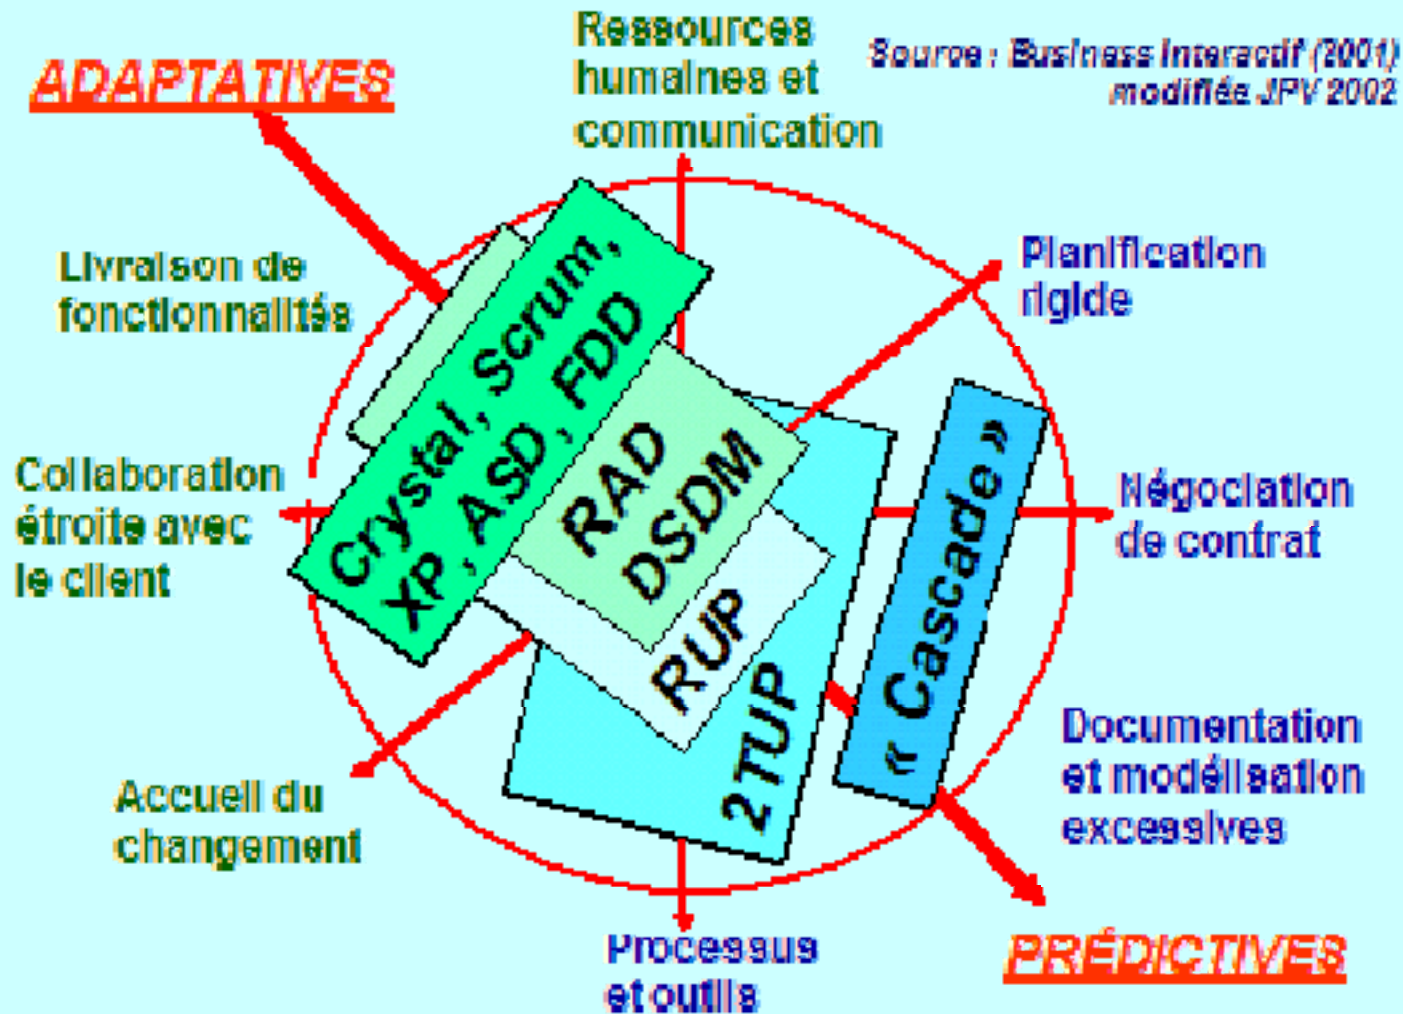 Ressources
humaines et
communication
Source : Business Interactif (2001)
modifiée JPV 2002
ADAPTATIVES
Livraison de
fonctionnalités
Planification
rigide
Crystal, Scrum,
XP, ASD, FDD
RAD
DSDM
RUP
2TUP
« Cascade »
Collaboration
étroite avec
le client
Négociation
de contrat
Accueil du
changement
Documentation
et modélisation
excessives
Processus
et outils
PRÉDICTIVES